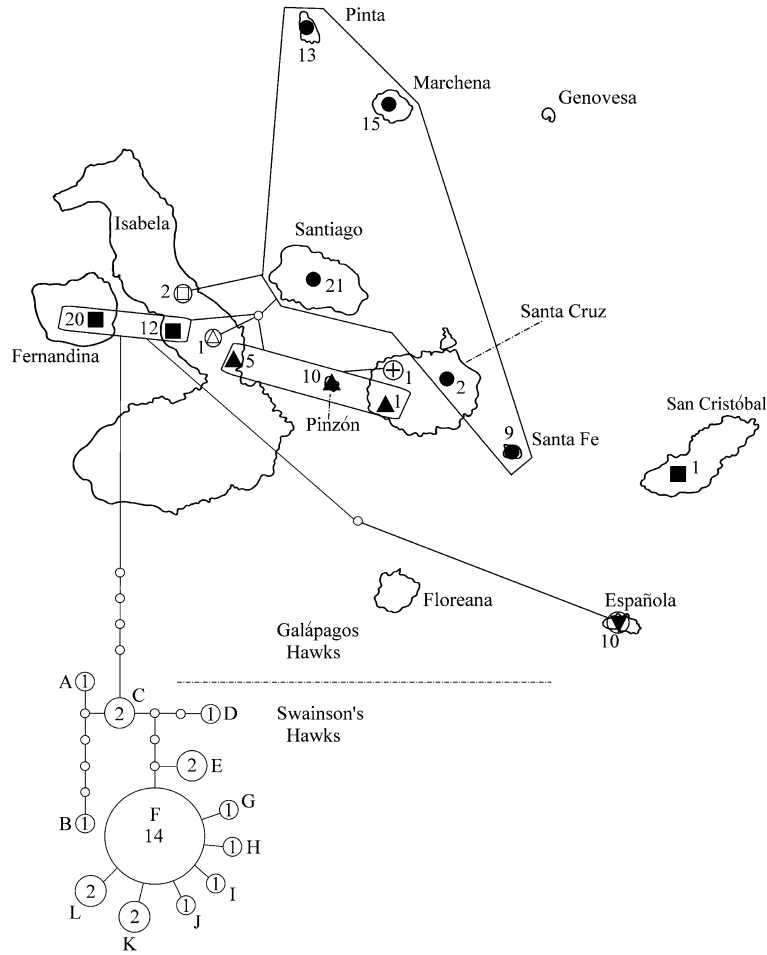 Pinta
13
Marchena
15
Genovesa
Isabela
Santiago
21
2
Santa Cruz
20
12
1
Fernandina
5
10
1
2
1
Pinzón
9
Santa Fe
San Cristóbal
1
Floreana
Española
10
Galápagos
Hawks
A 1
C
2
1 D
Swainson's
Hawks
2 E
F
14
B 1
1 G
1 H
1 I
1 J
2 K
2 L